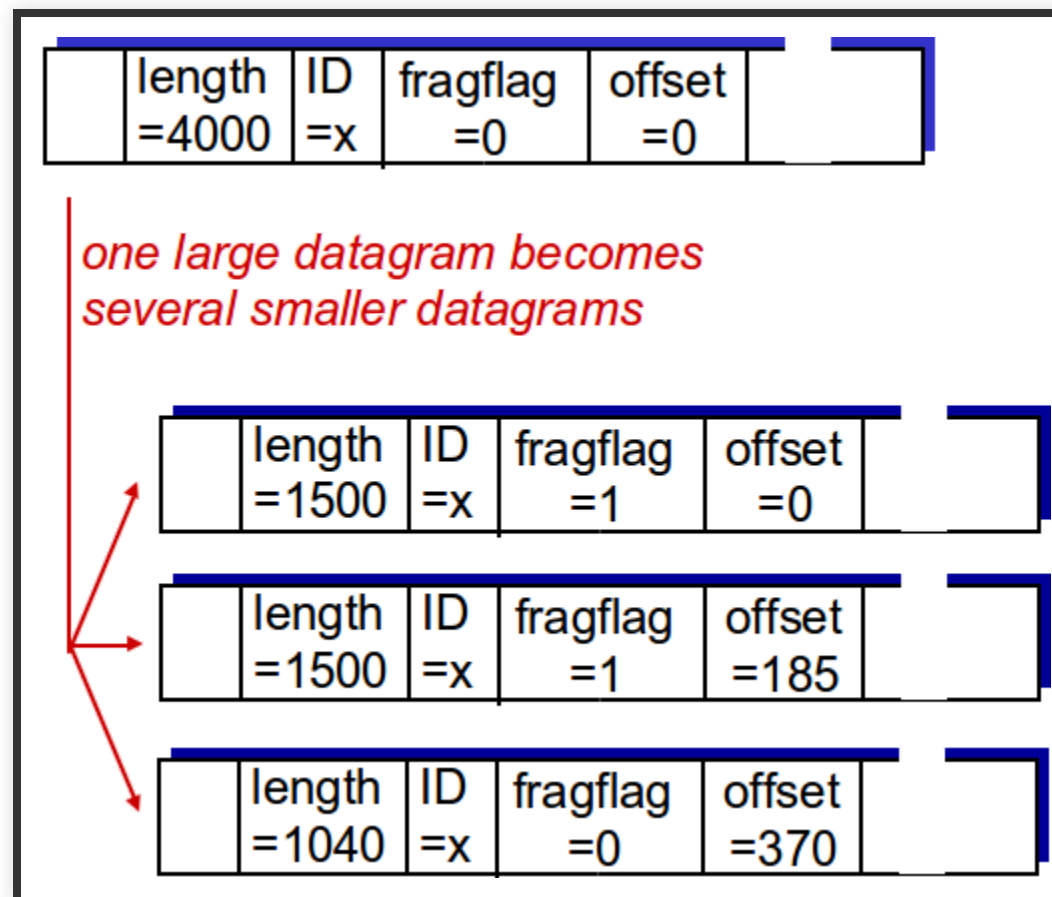 length ID fragflag offset
=4000 =x =0 =0
one large datagram becomes
several smaller datagrams
length ID fragflag offset
=1500 =x =1 =0
length ID fragflag offset
=1500 =x =1 =185
length ID fragflag offset
=1040 =x =0 =370